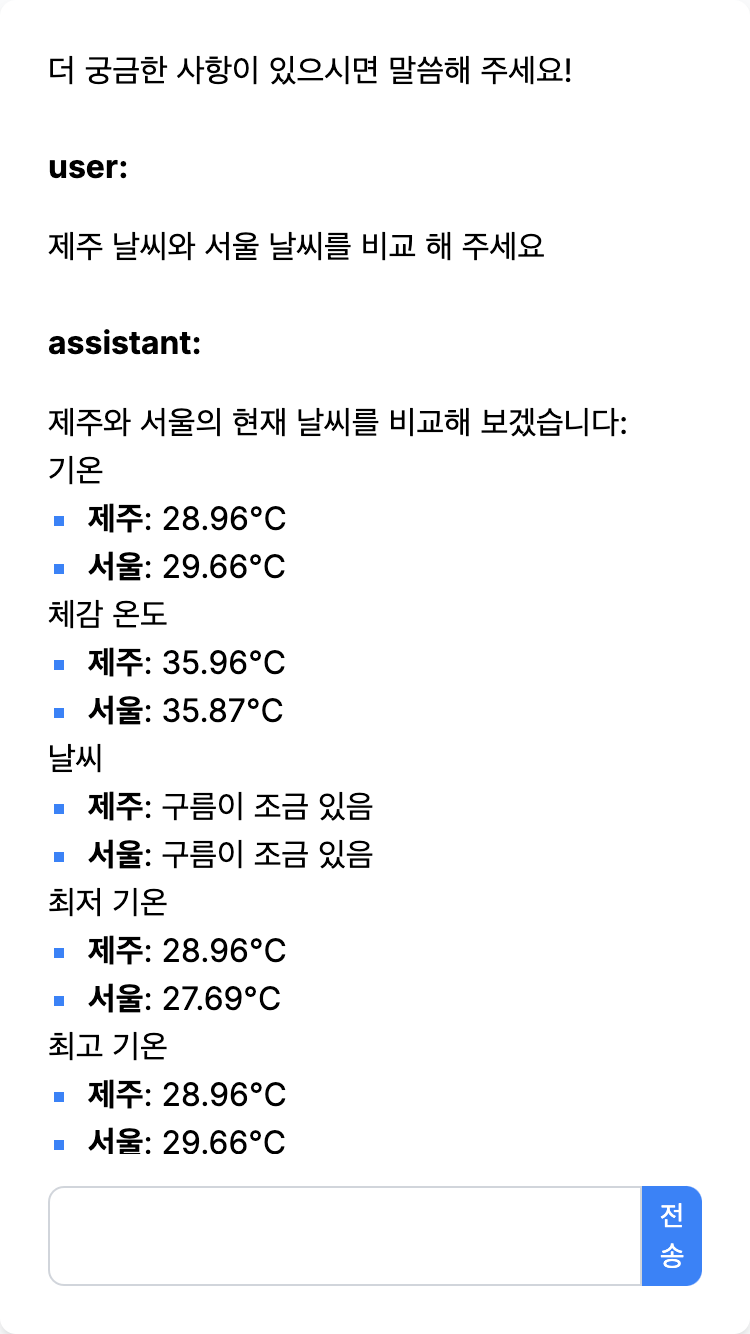 더 궁금한 사항이 있으시면 말씀해 주세요!
user:
제주 날씨와 서울 날씨를 비교 해 주세요
assistant:
제주와 서울의 현재 날씨를 비교해 보겠습니다:
기온
제주: 28.96°C
서울: 29.66°C
체감 온도
제주: 35.96°C
서울: 35.87°C
날씨
제주: 구름이 조금 있음
서울: 구름이 조금 있음
최저 기온
제주: 28.96°C
서울: 27.69°C
최고 기온
제주: 28.96°C
서울: 29.66°C
전
송